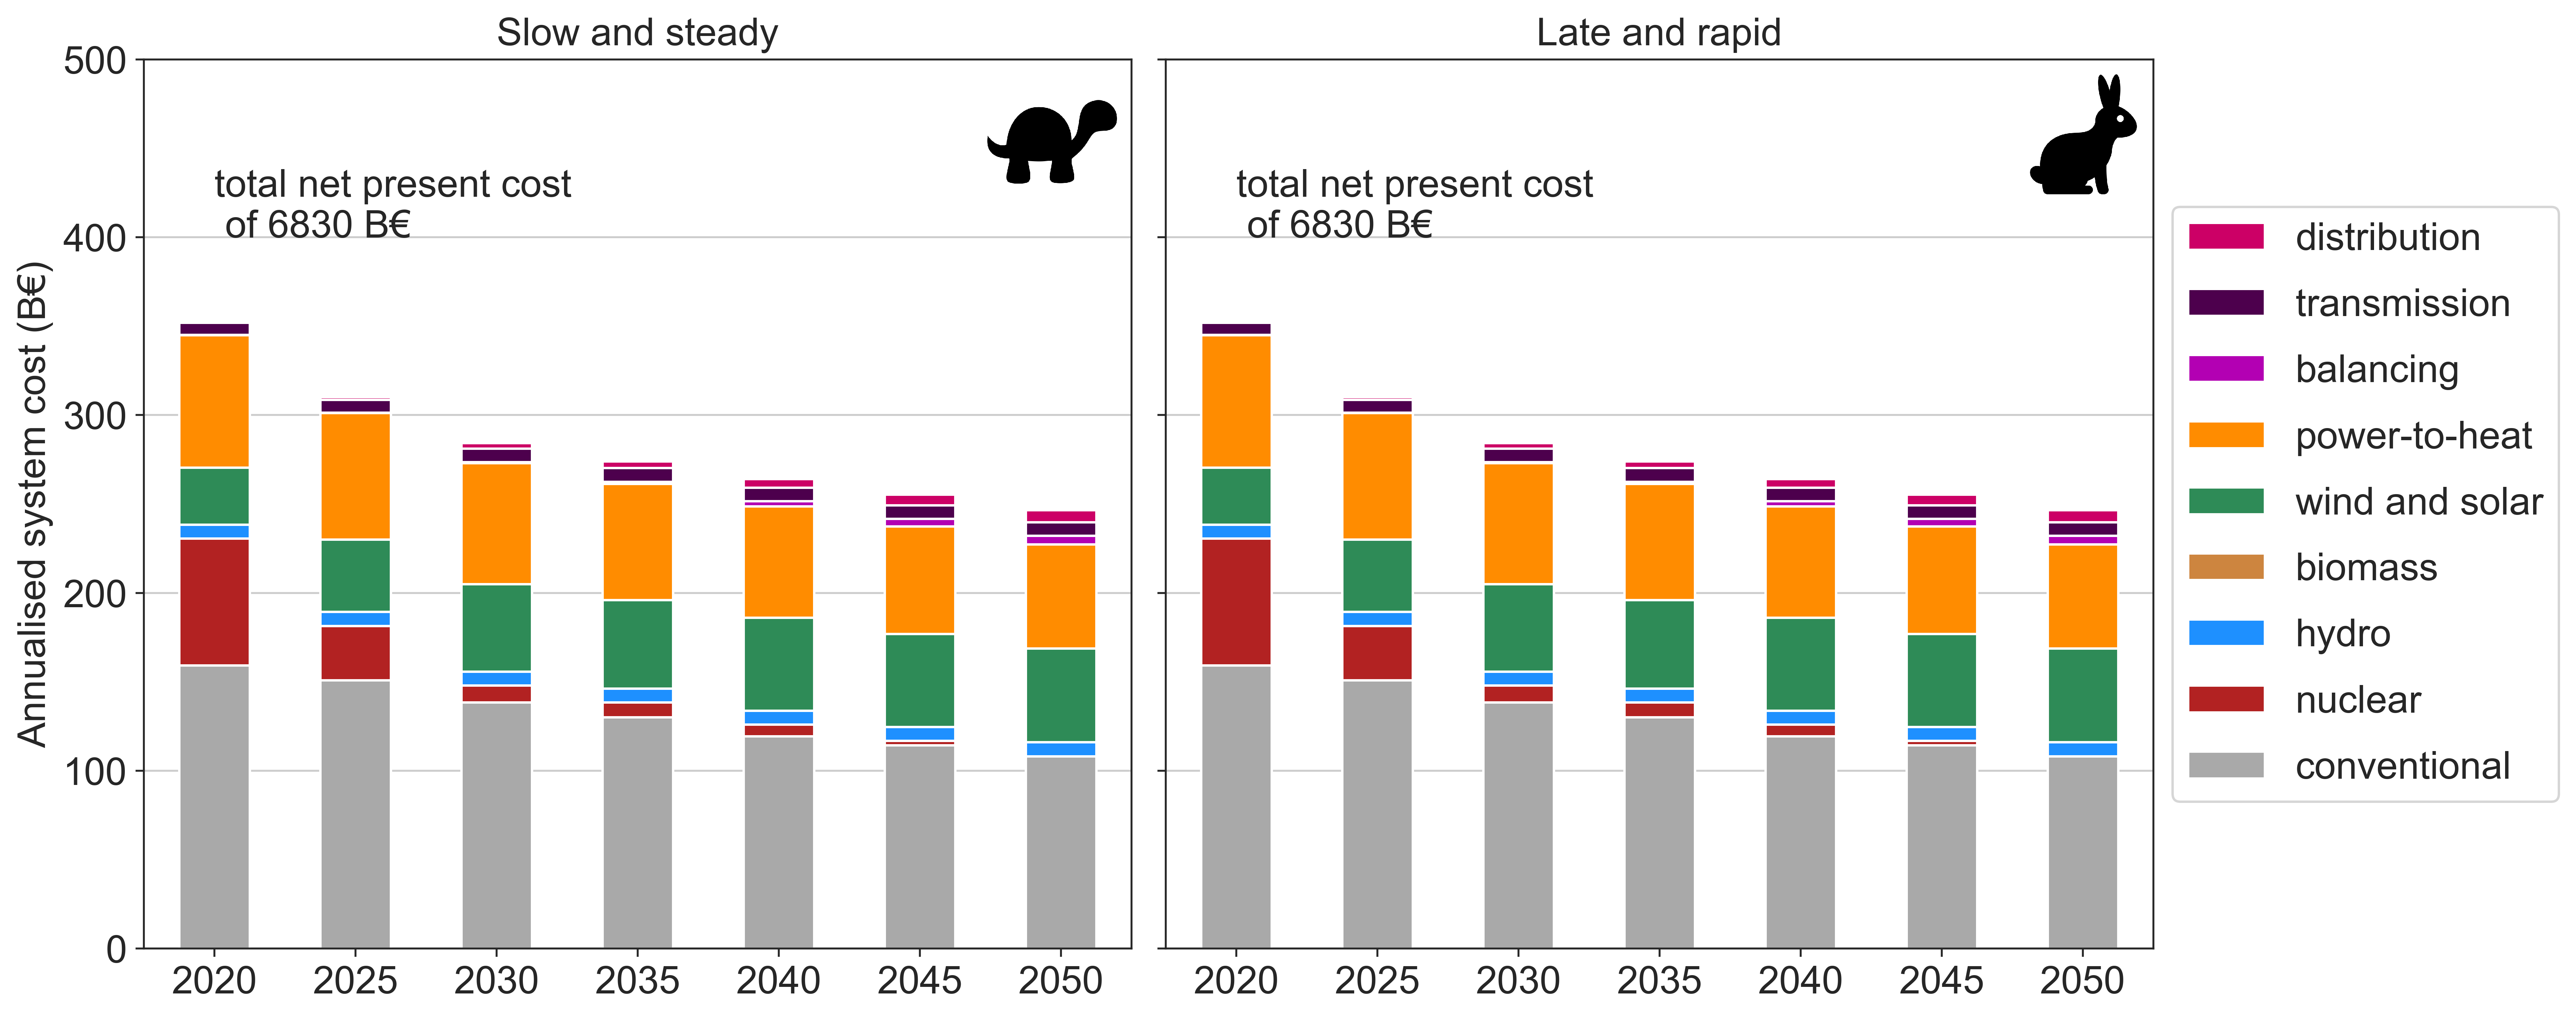 Slow and steady
Late and rapid
Annualised system cost (B€)
500
400
300
200
100
0
total net present cost
of 6830 B€
total net present cost
of 6830 B€
2020 2025 2030 2035 2040 2045 2050
2020 2025 2030 2035 2040 2045 2050
distribution
transmission
balancing
power-to-heat
wind and solar
biomass
hydro
nuclear
conventional